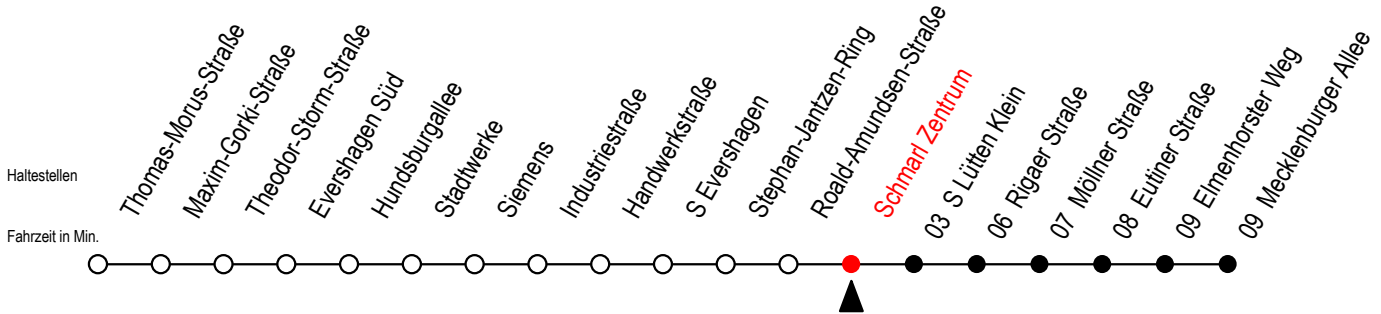 Haltestellen
Fahrzeit in Min.
Thomas-Morus-Straße
Maxim-Gorki-Straße
Theodor-Storm-Straße
Evershagen Süd
Hundsburgallee
Stadtwerke
Siemens
Industriestraße
Handwerkstraße
S Evershagen
Stephan-Jantzen-Ring
Roald-Amundsen-Straße
Schmarl Zentrum
03 S Lütten Klein
06 Rigaer Straße
07 Möllner Straße
08 Eutiner Straße
09 Elmenhorster Weg
09 Mecklenburger Allee